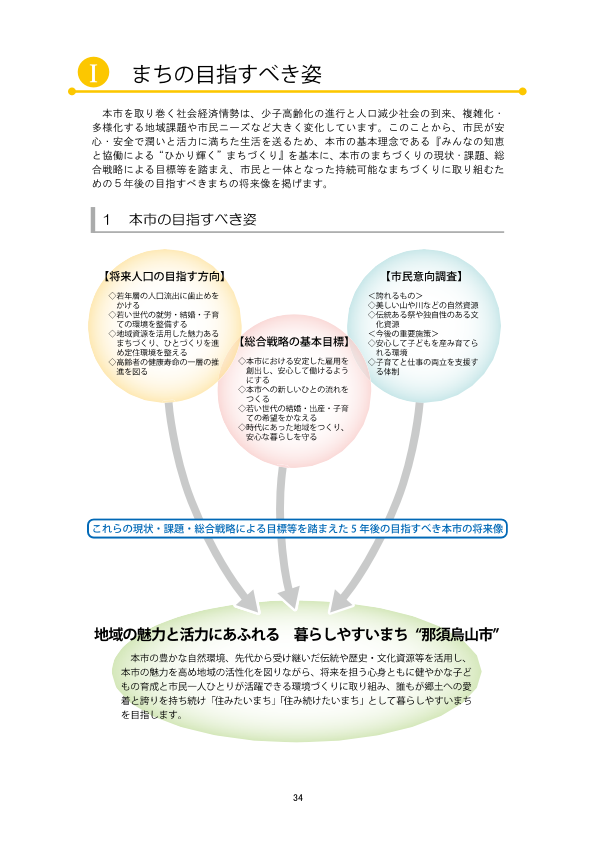 Ⅰ まちの目指すべき姿
本市を取り巻く社会経済情勢は、少子高齢化の進行と人口減少社会の到来、複雑化・
多様化する地域課題や市民ニーズなど大きく変化しています。このことから、市民が安
心・安全で潤いと活力に満ちた生活を送るため、本市の基本理念である『みんなの知恵
と協働による“ひかり輝く”まちづくり』を基本に、本市のまちづくりの現状・課題、総
合戦略による目標等を踏まえ、市民と一体となった持続可能なまちづくりに取り組むた
めの５年後の目指すべきまちの将来像を掲げます。
1 本市の目指すべき姿
【将来人口の目指す方向】
◇若年層の人口流出に歯止めを
かける
◇若い世代の就労・結婚・子育
ての環境を整備する
◇地域資源を活用した魅力ある
まちづくり、ひとづくりを進
め定住環境を整える
◇高齢者の健康寿命の一層の推
進を図る
【総合戦略の基本目標】
◇本市における安定した雇用を
創出し、安心して働けるよう
にする
◇本市への新しいひとの流れを
つくる
◇若い世代の結婚・出産・子育
ての希望をかなえる
◇時代にあった地域をつくり、
安心な暮らしを守る
【市民意向調査】
＜誇れるもの＞
◇美しい山や川などの自然資源
◇伝統ある祭や独自性のある文
化資源
＜今後の重要施策＞
◇安心して子どもを産み育てら
れる環境
◇子育てと仕事の両立を支援す
る体制
これらの現状・課題・総合戦略による目標等を踏まえた５年後の目指すべき本市の将来像
地域の魅力と活力にあふれる 暮らしやすいまち“那須烏山市”
本市の豊かな自然環境、先代から受け継いだ伝統や歴史・文化資源等を活用し、
本市の魅力を高め地域の活性化を図りながら、将来を担う心身ともに健やかな子ど
もの育成と市民一人ひとりが活躍できる環境づくりに取り組み、誰もが郷土への愛
着と誇りを持ち続け「住みたいまち」「住み続けたいまち」として暮らしやすいまち
を目指します。
34